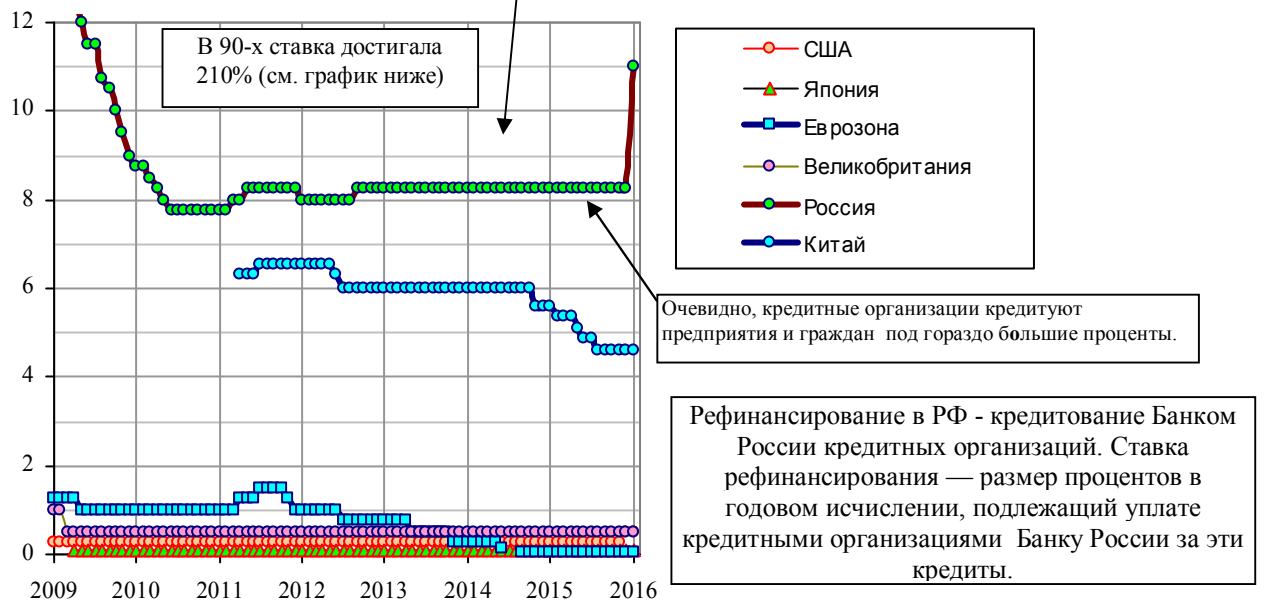 12
10
8
6
4
2
0
2009 2010 2011 2012 2013 2014 2015 2016
В 90-х ставка достигала
210% (см. график ниже)
США
Япония
Еврозона
Великобритания
Россия
Китай
Очевидно, кредитные организации кредитуют
предприятия и граждан под гораздо большие проценты.
Рефинансирование в РФ - кредитование Банком
России кредитных организаций. Ставка
рефинансирования — размер процентов в
годовом исчислении, подлежащий уплате
кредитными организациями Банку России за эти
кредиты.